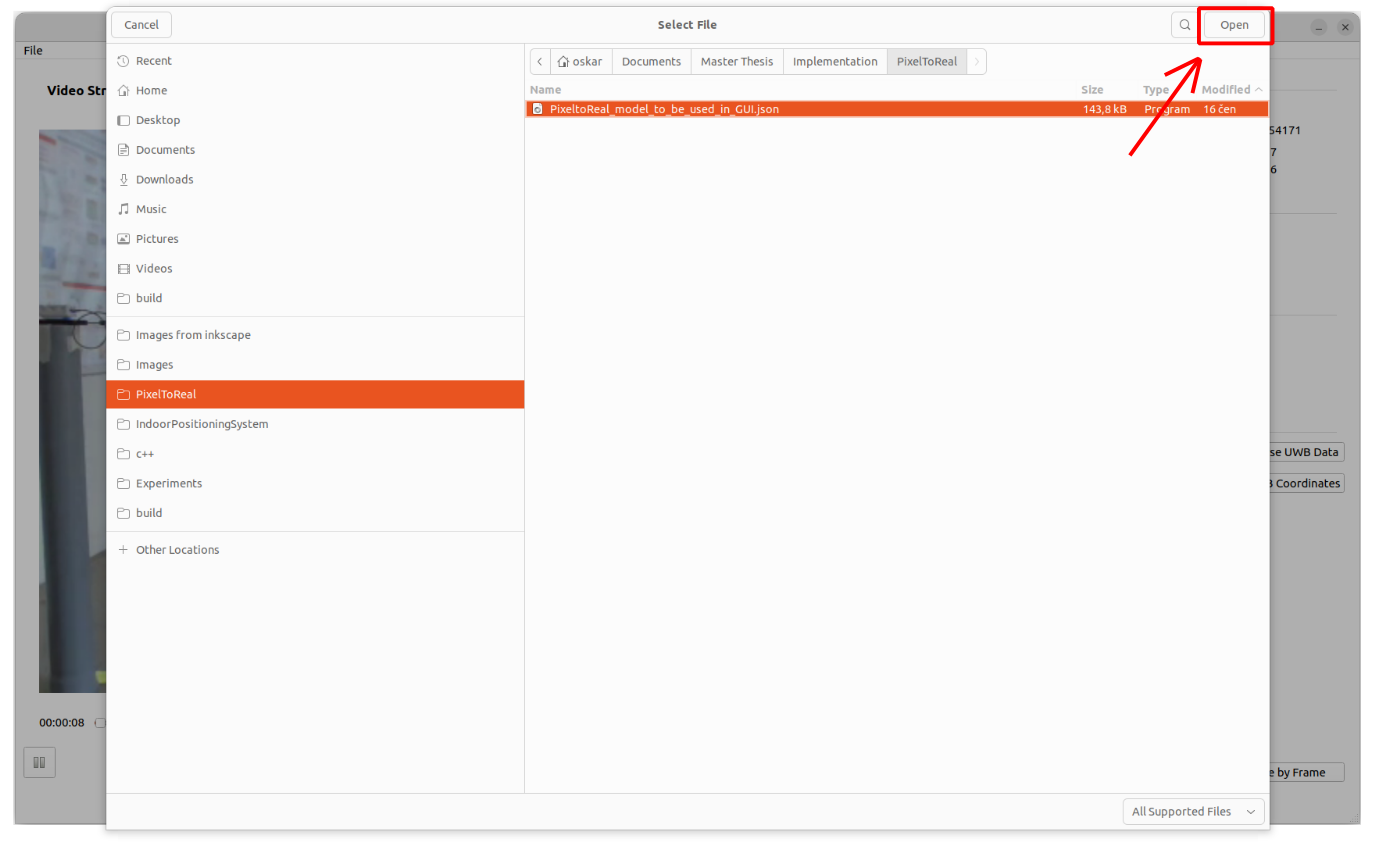 Cancel
Select File
Open
File
Video Str
Recent
Home
Desktop
Documents
Downloads
Music
Pictures
Videos
build
Images from inkscape
Images
PixelToReal
IndoorPositioningSystem
c++
Experiments
build
Other Locations
oskar Documents Master Thesis Implementation PixelToReal
Name Size Type Modified
PixeltoReal_model_to_be_used_in_GUI.json 143,8 kB Program 16 čen
54171
7
6
se UWB Data
B Coordinates
00:00:08
e by Frame
All Supported Files